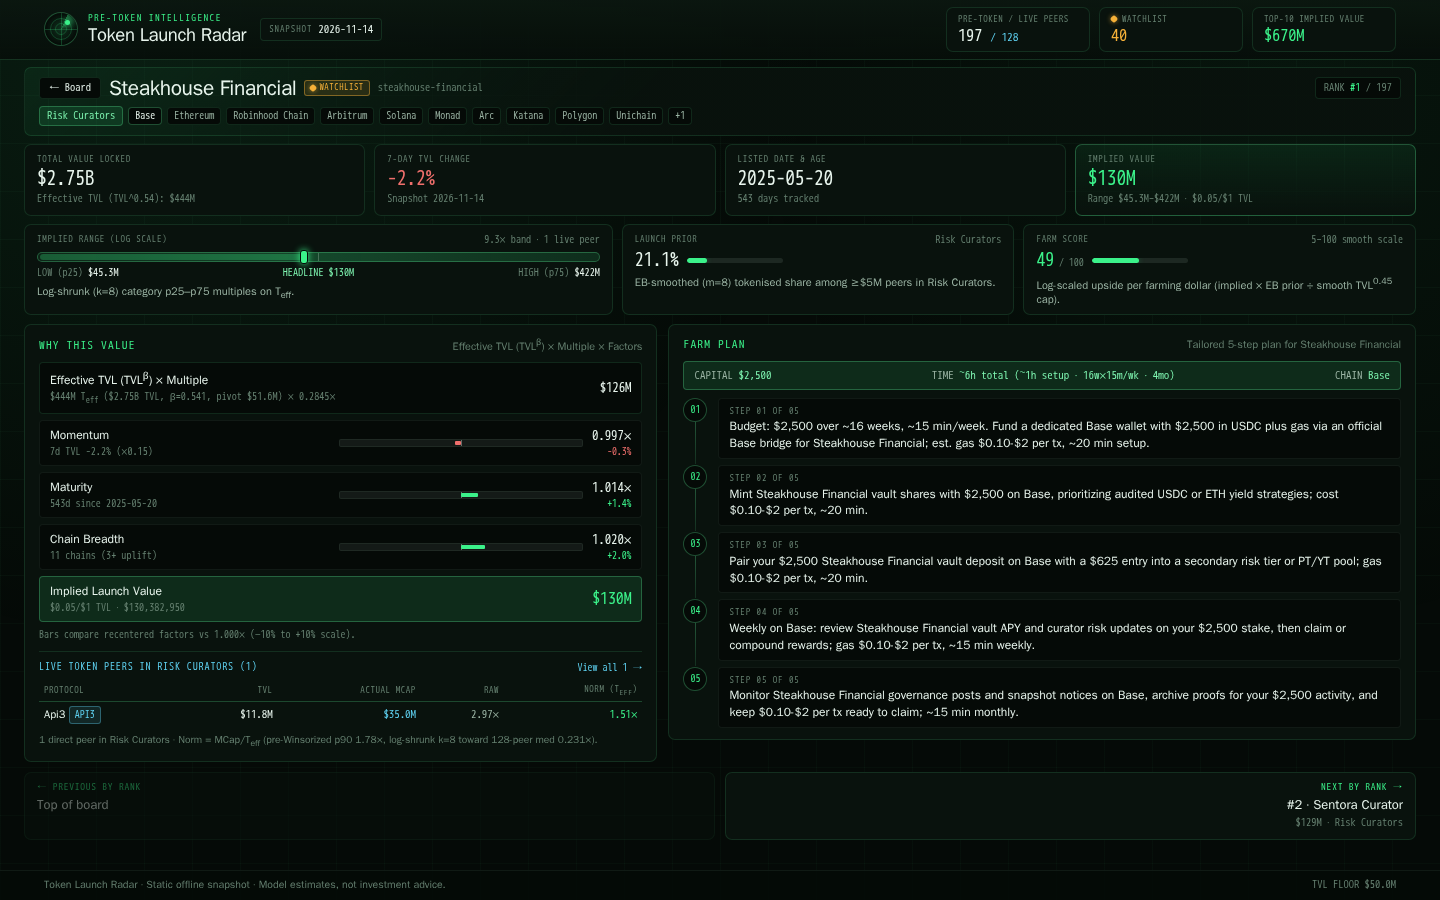 PRE-TOKEN INTELLIGENCE
Token Launch Radar
SNAPSHOT 2026-11-14
PRE-TOKEN / LIVE PEERS
197 / 128
WATCHLIST
40
TOP-10 IMPLIED VALUE
$670M
← Board
Steakhouse Financial
WATCHLIST
steakhouse-financial
RANK #1 / 197
Risk Curators
Base
Ethereum
Robinhood Chain
Arbitrum
Solana
Monad
Arc
Katana
Polygon
Unichain
+1
TOTAL VALUE LOCKED
$2.75B
Effective TVL (TVL^0.54): $444M
7-DAY TVL CHANGE
-2.2%
Snapshot 2026-11-14
LISTED DATE & AGE
2025-05-20
543 days tracked
IMPLIED VALUE
$130M
Range $45.3M–$422M · $0.05/$1 TVL
IMPLIED RANGE (LOG SCALE)
9.3× band · 1 live peer
LOW (p25) $45.3M
HEADLINE $130M
HIGH (p75) $422M
Log-shrunk (k=8) category p25–p75 multiples on Teff.
LAUNCH PRIOR
Risk Curators
21.1%
EB-smoothed (m=8) tokenised share among ≥$5M peers in Risk Curators.
FARM SCORE
5–100 smooth scale
49 / 100
Log-scaled upside per farming dollar (implied × EB prior ÷ smooth TVL0.45
cap).
WHY THIS VALUE
Effective TVL (TVLβ) × Multiple × Factors
Effective TVL (TVLβ) × Multiple
$444M Teff ($2.75B TVL, β=0.541, pivot $51.6M) × 0.2845×
$126M
Momentum
7d TVL -2.2% (×0.15)
0.997×
-0.3%
Maturity
543d since 2025-05-20
1.014×
+1.4%
Chain Breadth
11 chains (3+ uplift)
1.020×
+2.0%
Implied Launch Value
$0.05/$1 TVL · $130,382,950
$130M
Bars compare recentered factors vs 1.000× (−10% to +10% scale).
LIVE TOKEN PEERS IN RISK CURATORS (1)
View all 1 →
PROTOCOL
TVL
ACTUAL MCAP
RAW
NORM (TEFF)
Api3 API3
$11.8M
$35.0M
2.97×
1.51×
1 direct peer in Risk Curators · Norm = MCap/Teff (pre-Winsorized p90 1.78×, log-shrunk k=8 toward 128-peer med 0.231×).
FARM PLAN
Tailored 5-step plan for Steakhouse Financial
CAPITAL $2,500
TIME ~6h total (~1h setup · 16w×15m/wk · 4mo)
CHAIN Base
01
STEP 01 OF 05
Budget: $2,500 over ~16 weeks, ~15 min/week. Fund a dedicated Base wallet with $2,500 in USDC plus gas via an official
Base bridge for Steakhouse Financial; est. gas $0.10-$2 per tx, ~20 min setup.
02
STEP 02 OF 05
Mint Steakhouse Financial vault shares with $2,500 on Base, prioritizing audited USDC or ETH yield strategies; cost
$0.10-$2 per tx, ~20 min.
03
STEP 03 OF 05
Pair your $2,500 Steakhouse Financial vault deposit on Base with a $625 entry into a secondary risk tier or PT/YT pool; gas
$0.10-$2 per tx, ~20 min.
04
STEP 04 OF 05
Weekly on Base: review Steakhouse Financial vault APY and curator risk updates on your $2,500 stake, then claim or
compound rewards; gas $0.10-$2 per tx, ~15 min weekly.
05
STEP 05 OF 05
Monitor Steakhouse Financial governance posts and snapshot notices on Base, archive proofs for your $2,500 activity, and
keep $0.10-$2 per tx ready to claim; ~15 min monthly.
← PREVIOUS BY RANK
Top of board
NEXT BY RANK →
#2 · Sentora Curator
$129M · Risk Curators
Token Launch Radar · Static offline snapshot · Model estimates, not investment advice.
TVL FLOOR $50.0M